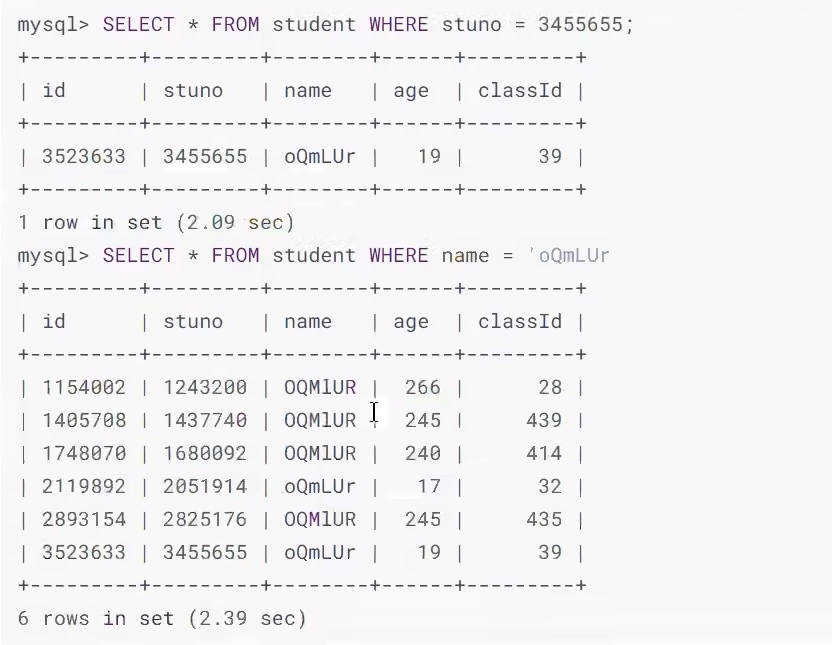 mysql> SELECT * FROM student WHERE stuno = 3455655;
+---------+---------+--------+------+---------+
| id      | stuno   | name   | age  | classId |
+---------+---------+--------+------+---------+
| 3523633 | 3455655 | oQmLUr |   19 |      39 |
+---------+---------+--------+------+---------+
1 row in set (2.09 sec)
mysql> SELECT * FROM student WHERE name = 'oQmLUr
+---------+---------+--------+------+---------+
| id      | stuno   | name   | age  | classId |
+---------+---------+--------+------+---------+
| 1154002 | 1243200 | OQMlUR |  266 |      28 |
| 1405708 | 1437740 | OQMlUR |  245 |     439 |
| 1748070 | 1680092 | OQMlUR |  240 |     414 |
| 2119892 | 2051914 | oQmLUr |   17 |      32 |
| 2893154 | 2825176 | OQMlUR |  245 |     435 |
| 3523633 | 3455655 | oQmLUr |   19 |      39 |
+---------+---------+--------+------+---------+
6 rows in set (2.39 sec)